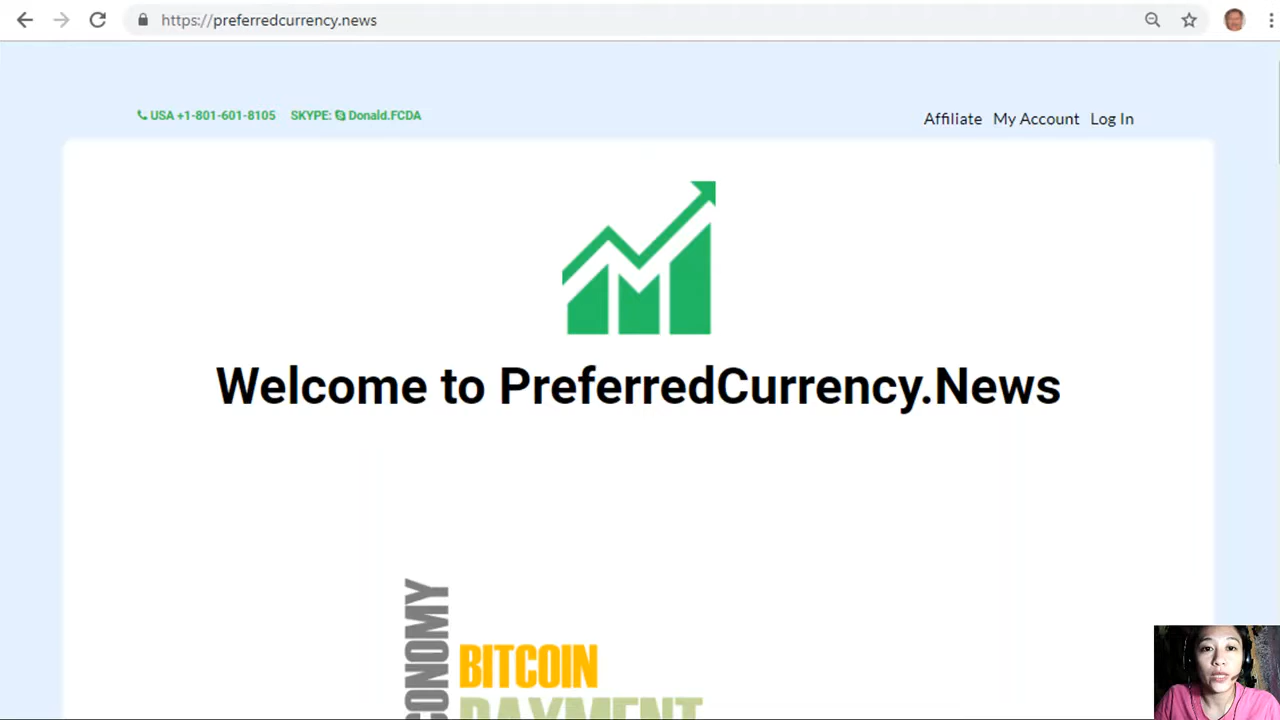 https://preferredcurrency.news
USA +1-801-601-8105 SKYPE: Donald.FCDA
Affiliate My Account Log In
Welcome to PreferredCurrency.News
BITCOIN
PAYMENT